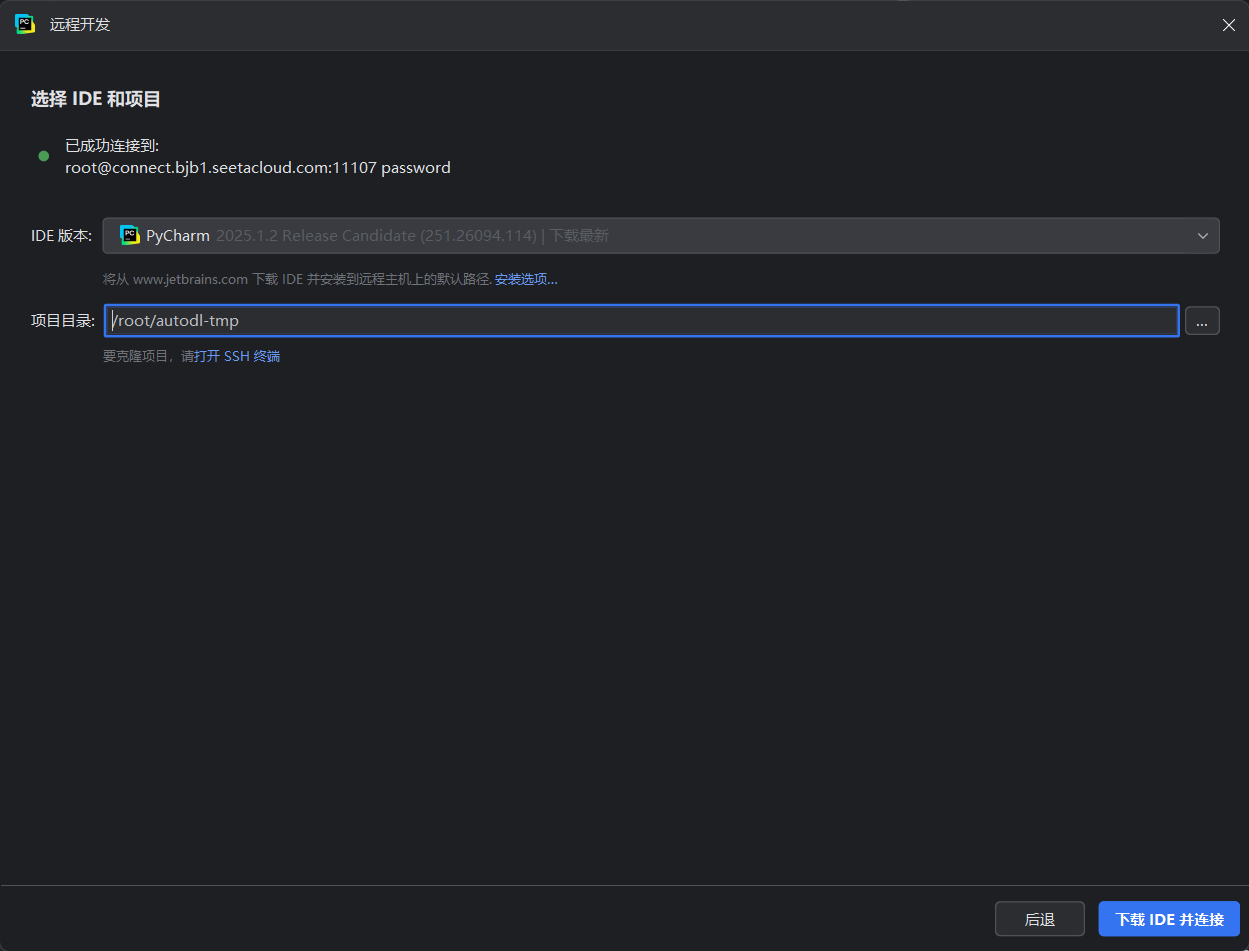 远程开发
选择 IDE 和项目
已成功连接到:
root@connect.bjb1.seetacloud.com:11107 password
IDE 版本: PyCharm 2025.1.2 Release Candidate (251.26094.114) | 下载最新
将从 www.jetbrains.com 下载 IDE 并安装到远程主机上的默认路径. 安装选项...
项目目录: /root/autodl-tmp ...
要克隆项目，请打开 SSH 终端
后退 下载 IDE 并连接